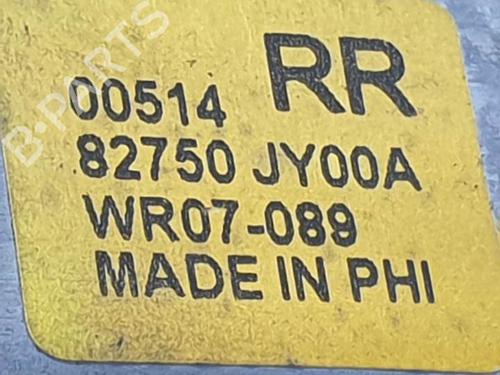 RR
00514
82750 JY00A
WR07-089
MADE IN PHI
B-PARTS